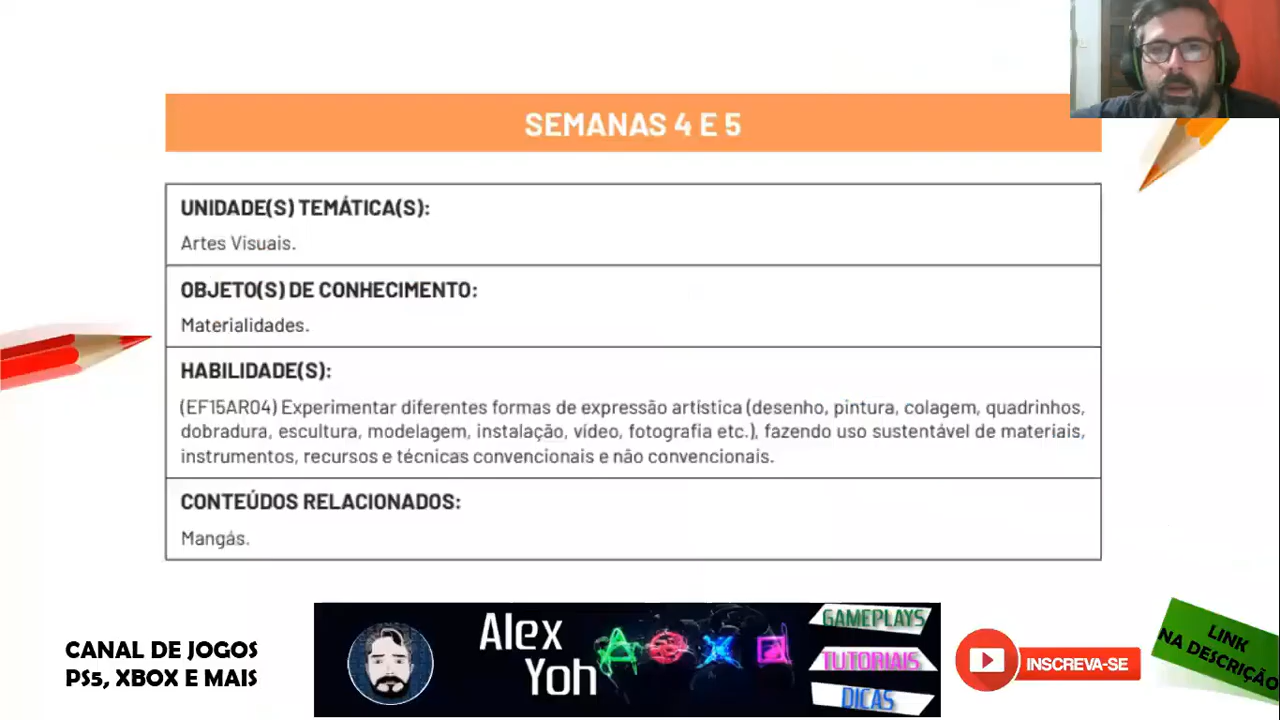 SEMANAS 4 E 5
UNIDADE(S) TEMÁTICA(S):
Artes Visuais.
OBJETO(S) DE CONHECIMENTO:
Materialidades.
HABILIDADE(S):
(EF15AR04) Experimentar diferentes formas de expressão artística (desenho, pintura, colagem, quadrinhos,
dobradura, escultura, modelagem, instalação, vídeo, fotografia etc.), fazendo uso sustentável de materiais,
instrumentos, recursos e técnicas convencionais e não convencionais.
CONTEÚDOS RELACIONADOS:
Mangás.
CANAL DE JOGOS
PS5, XBOX E MAIS
Alex
Yoh
GAMEPLAYS
TUTORIAIS
DICAS
INSCREVA-SE
LINK
NA DESCRIÇÃO